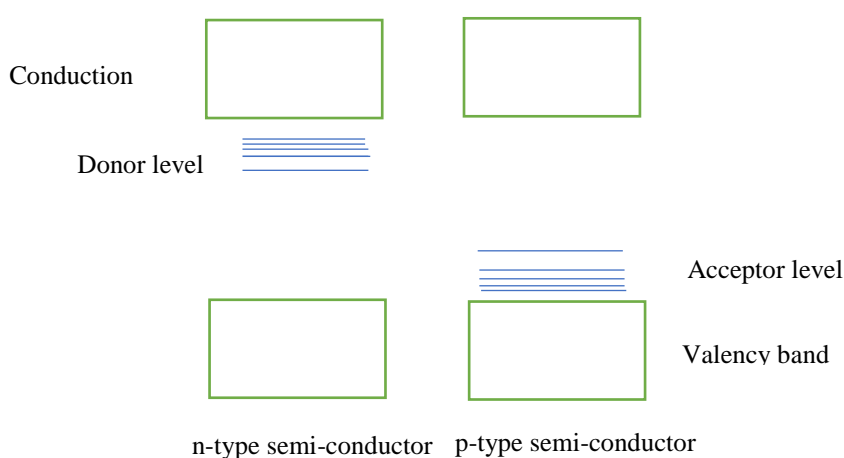 Conduction
Donor level
Acceptor level
Valency band
n-type semi-conductor p-type semi-conductor